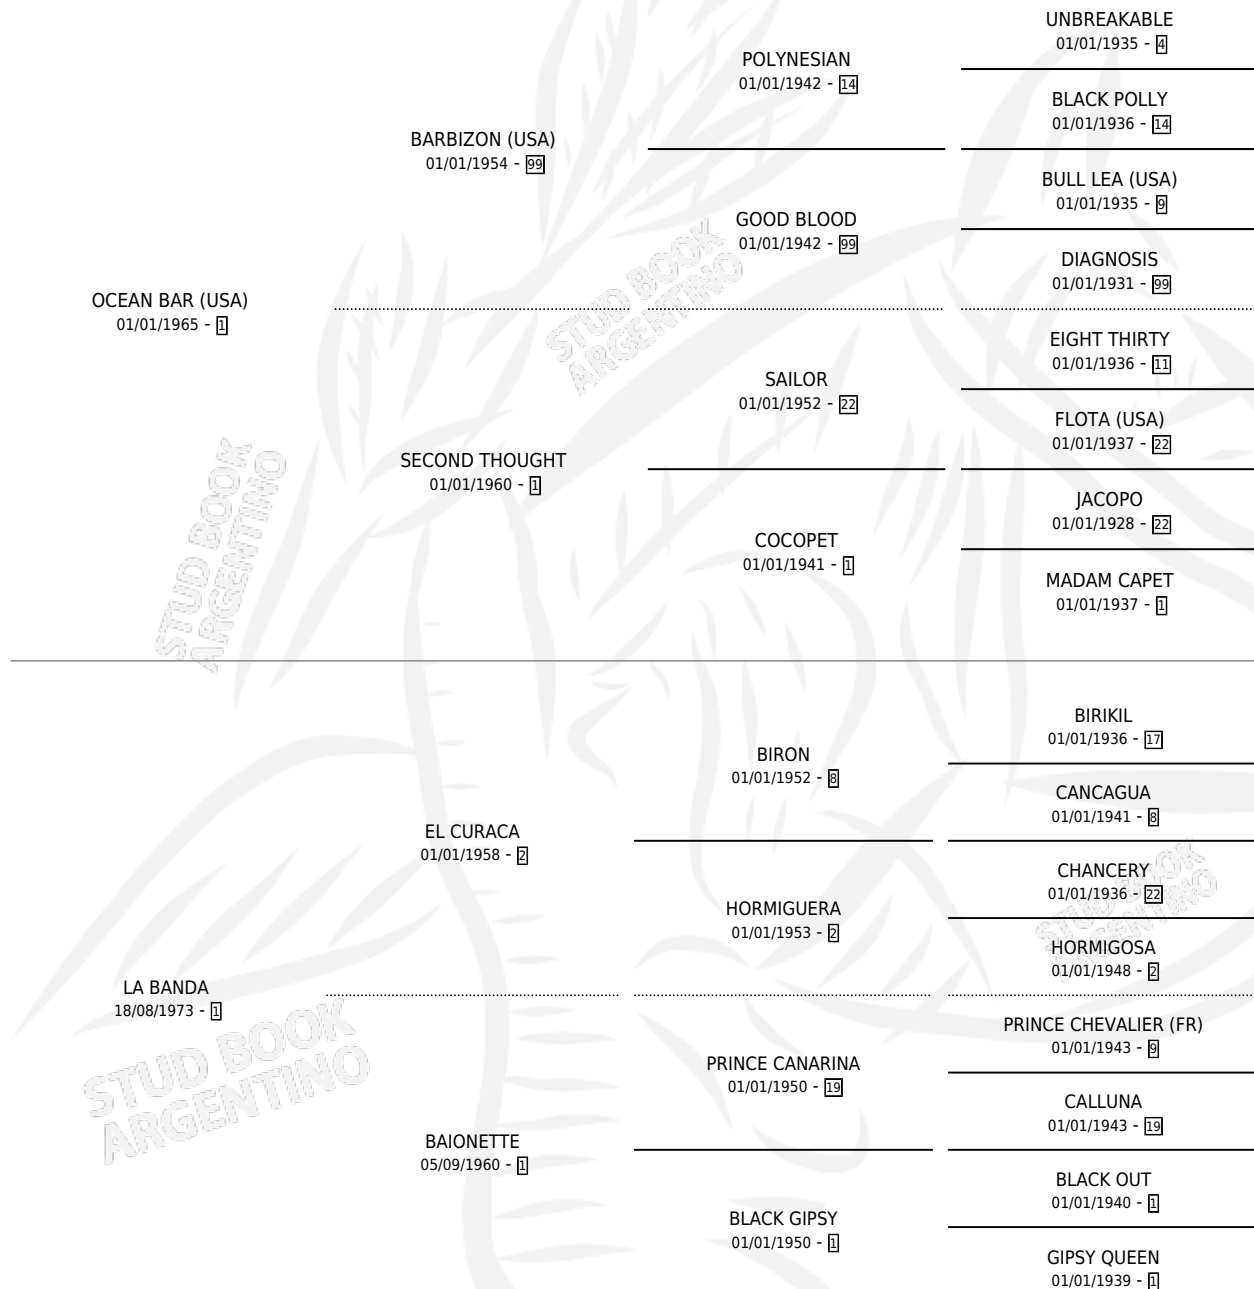 UNBREAKABLE
01/01/1935 - 4
POLYNESIAN
01/01/1942 - 14
BLACK POLLY
01/01/1936 - 14
BARBIZON (USA)
01/01/1954 - 99
BULL LEA (USA)
01/01/1935 - 9
GOOD BLOOD
01/01/1942 - 99
DIAGNOSIS
01/01/1931 - 99
OCEAN BAR (USA)
01/01/1965 - 1
STUD BOOK
ARGENTINO
EIGHT THIRTY
01/01/1936 - 11
SAILOR
01/01/1952 - 22
FLOTA (USA)
01/01/1937 - 22
SECOND THOUGHT
01/01/1960 - 1
JACOPO
01/01/1928 - 22
COCOPET
01/01/1941 - 1
MADAM CAPET
01/01/1937 - 1
STUD BOOK
ARGENTINO
BIRIKIL
01/01/1936 - 17
BIRON
01/01/1952 - 8
CANCAGUA
01/01/1941 - 8
EL CURACA
01/01/1958 - 2
CHANCERY
01/01/1936 - 22
HORMIGUERA
01/01/1953 - 2
HORMIGOSA
01/01/1948 - 2
STUD BOOK
ARGENTINO
LA BANDA
18/08/1973 - 1
STUD BOOK
ARGENTINO
PRINCE CHEVALIER (FR)
01/01/1943 - 9
PRINCE CANARINA
01/01/1950 - 19
CALLUNA
01/01/1943 - 19
BAIONETTE
05/09/1960 - 1
BLACK OUT
01/01/1940 - 1
BLACK GIPSY
01/01/1950 - 1
GIPSY QUEEN
01/01/1939 - 1